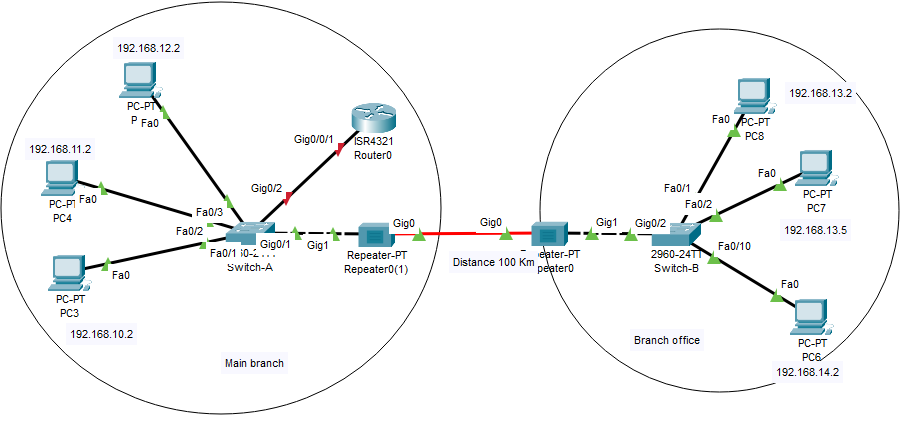 192.168.12.2
PC-PT
P
Fa0
192.168.11.2
Fa0
PC-PT
PC4
Fa0/3
Fa0/2
Fa0/1
Fa0
PC-PT
PC3
192.168.10.2
Gig0/0/1
ISR4321
Router0
Gig0/2
Gig0/1
Switch-A
Gig1
Gig0
Repeater-PT
Repeater0(1)
Main branch
Gig0
Distance 100 Km
eater-PT
peater0
Gig1
Gig0/2
2960-24TT
Switch-B
Fa0/1
Fa0/2
Fa0/10
Fa0
PC-PT
PC8
192.168.13.2
Fa0
PC-PT
PC7
192.168.13.5
Fa0
PC-PT
PC6
192.168.14.2
Branch office